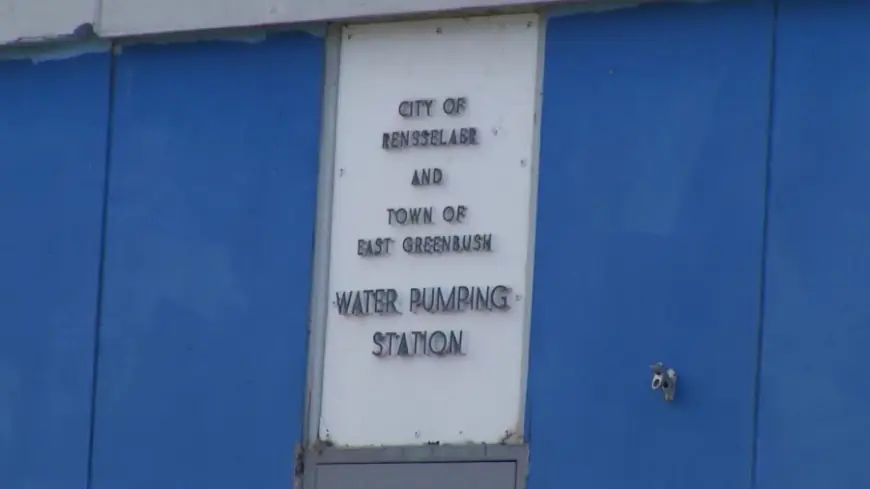 CITY OF
RENSSELAER
AND
TOWN OF
EAST GREENBUSH
WATER PUMPING
STATION